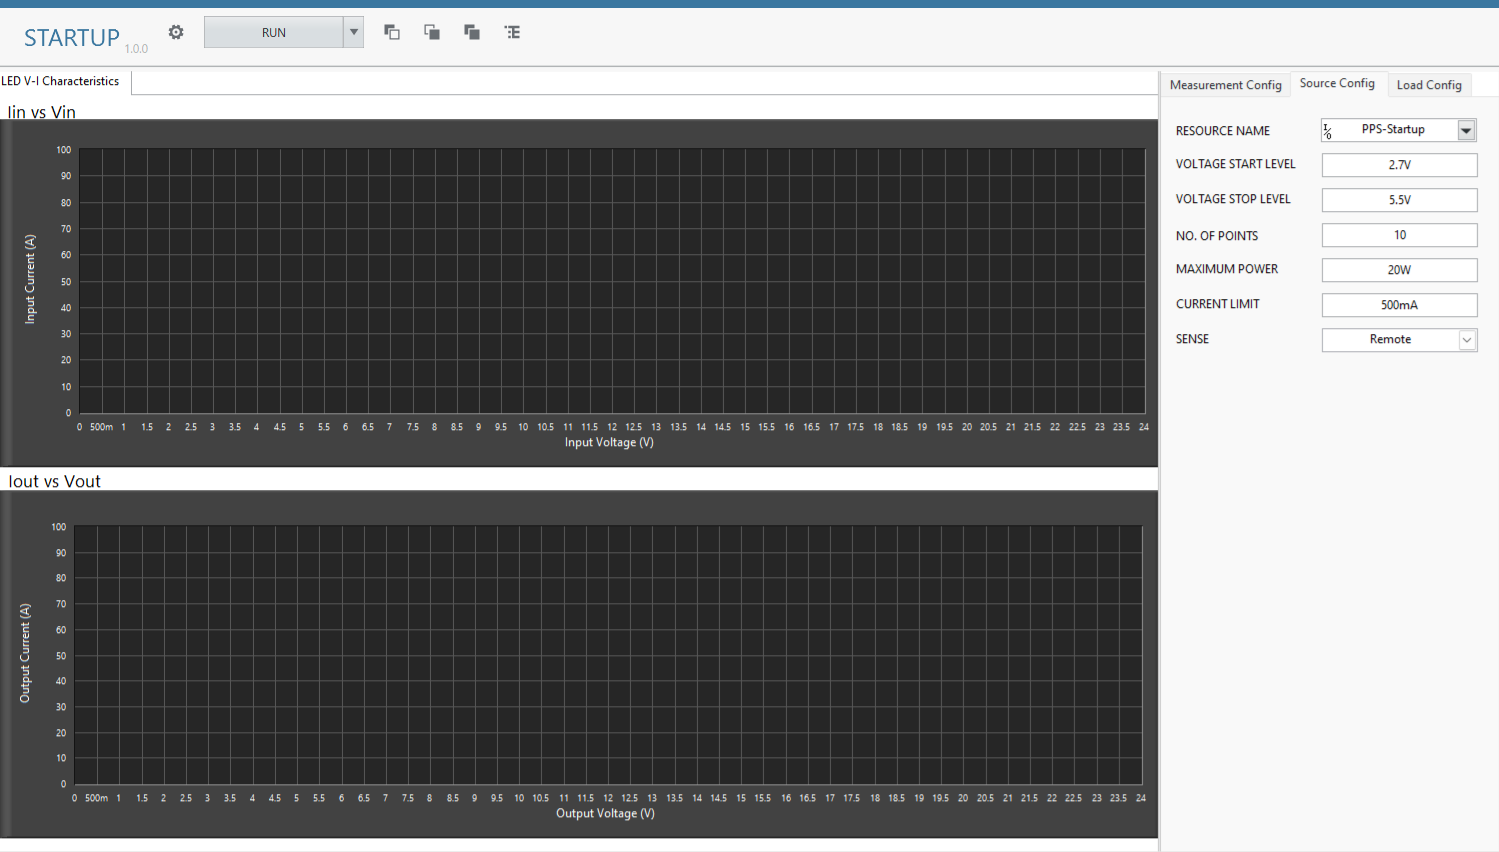 STARTUP 1.0.0
RUN
LED V-I Characteristics
Iin vs Vin
100
90
80
70
60
50
40
30
20
10
0
Input Current (A)
0 500m 1 1.5 2 2.5 3 3.5 4 4.5 5 5.5 6 6.5 7 7.5 8 8.5 9 9.5 10 10.5 11 11.5 12 12.5 13 13.5 14 14.5 15 15.5 16 16.5 17 17.5 18 18.5 19 19.5 20 20.5 21 21.5 22 22.5 23 23.5 24
Input Voltage (V)
Iout vs Vout
100
90
80
70
60
50
40
30
20
10
0
Output Current (A)
0 500m 1 1.5 2 2.5 3 3.5 4 4.5 5 5.5 6 6.5 7 7.5 8 8.5 9 9.5 10 10.5 11 11.5 12 12.5 13 13.5 14 14.5 15 15.5 16 16.5 17 17.5 18 18.5 19 19.5 20 20.5 21 21.5 22 22.5 23 23.5 24
Output Voltage (V)
Measurement Config Source Config Load Config
RESOURCE NAME I/O PPS-Startup
VOLTAGE START LEVEL 2.7V
VOLTAGE STOP LEVEL 5.5V
NO. OF POINTS 10
MAXIMUM POWER 20W
CURRENT LIMIT 500mA
SENSE Remote